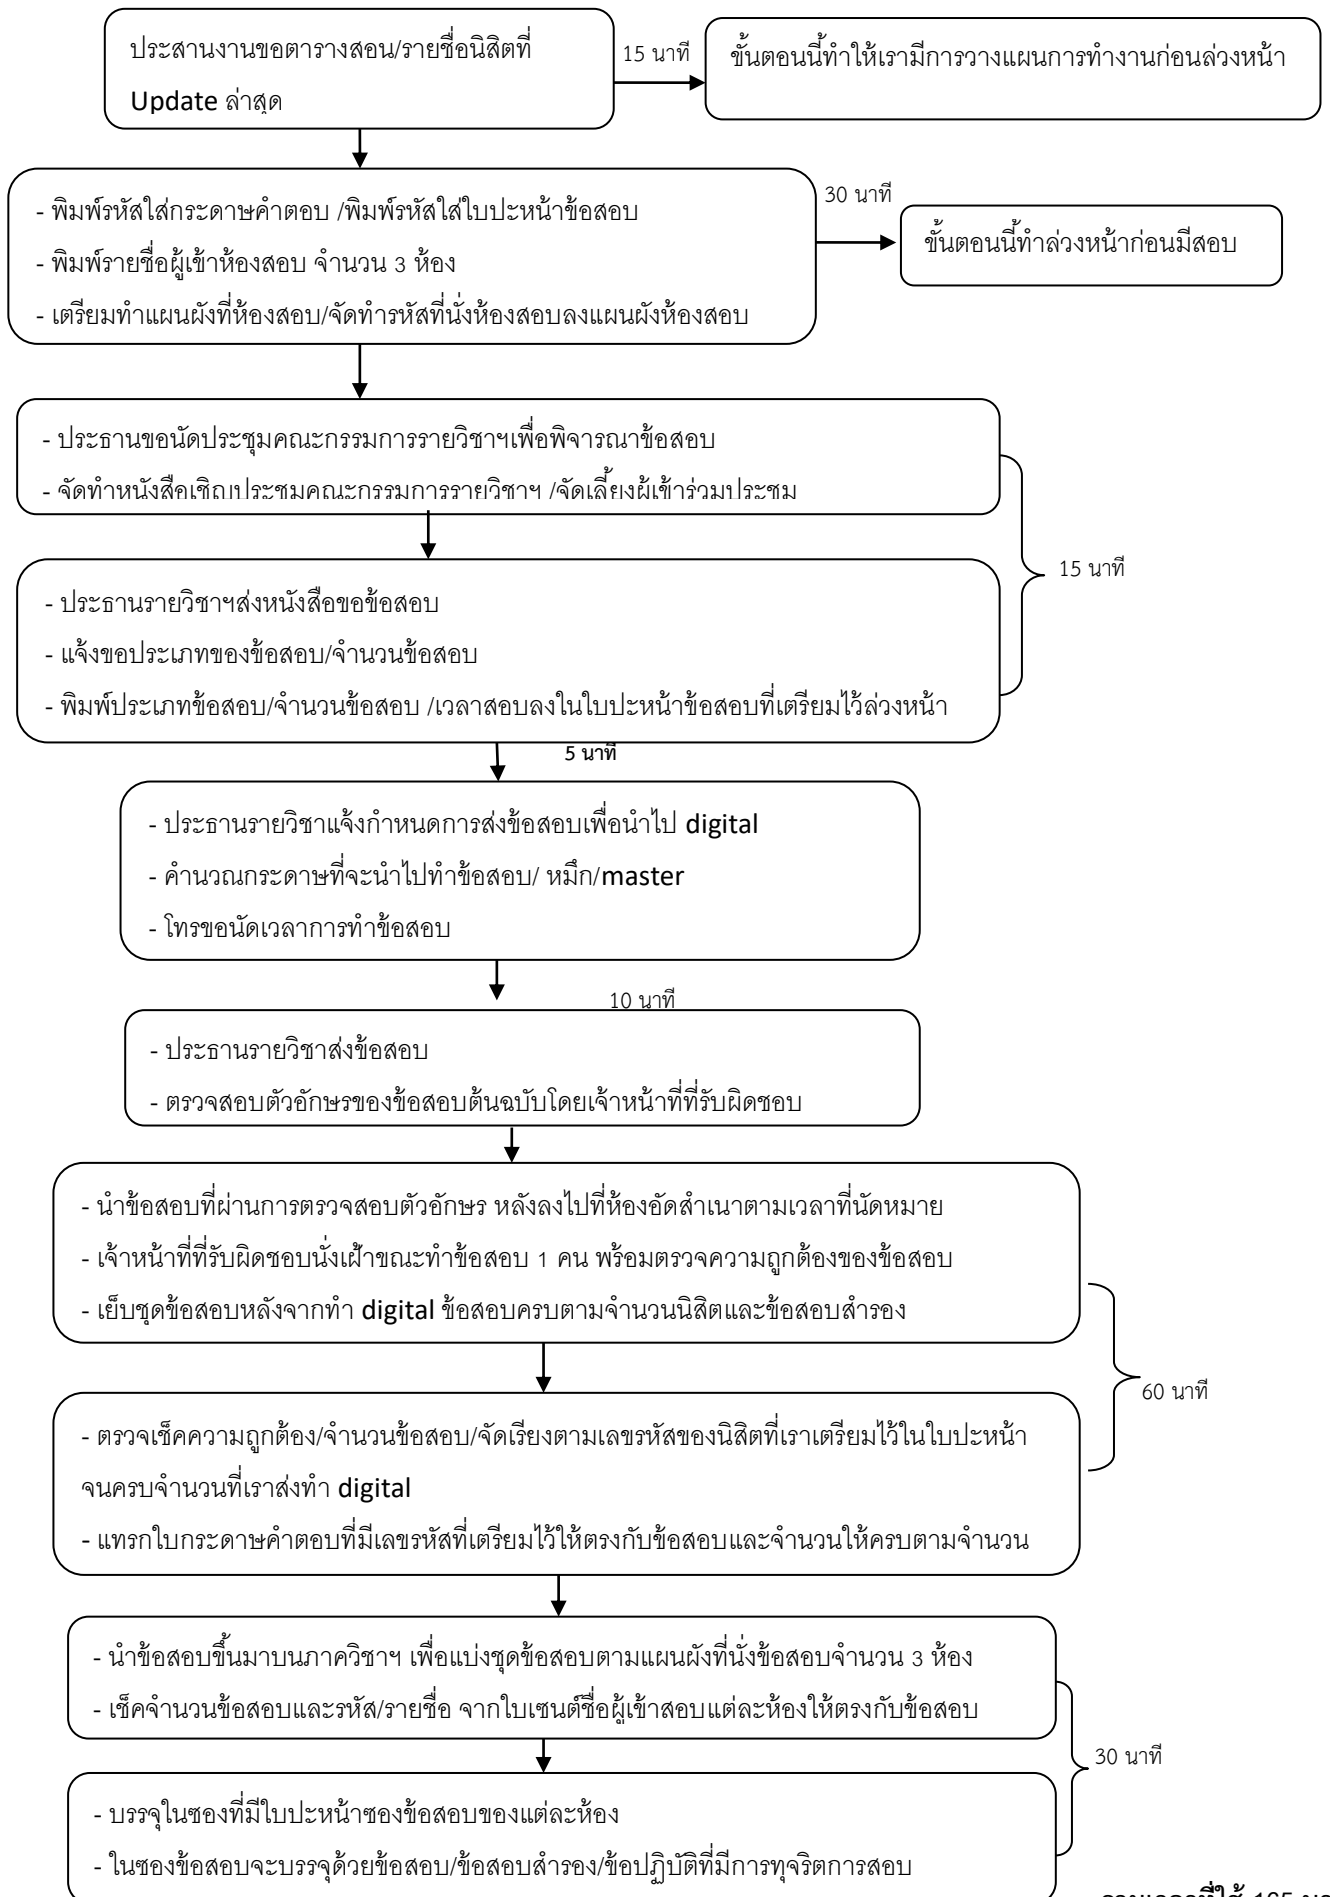 ประสานงานขอตารางสอน/รายชื่อนิสิตที่
Update ล่าสุด
15 นาที
ขั้นตอนนี้ทำให้เรามีการวางแผนการทำงานก่อนล่วงหน้า
- พิมพ์รหัสใส่กระดาษคำตอบ /พิมพ์รหัสใส่ใบปะหน้าข้อสอบ
- พิมพ์รายชื่อผู้เข้าห้องสอบ จำนวน 3 ห้อง
- เตรียมทำแผนผังที่ห้องสอบ/จัดทำรหัสที่นั่งห้องสอบลงแผนผังห้องสอบ
30 นาที
ขั้นตอนนี้ทำล่วงหน้าก่อนมีสอบ
- ประธานขอนัดประชุมคณะกรรมการรายวิชาฯเพื่อพิจารณาข้อสอบ
- จัดทำหนังสือเชิญประชุมคณะกรรมการรายวิชาฯ /จัดเลี้ยงผู้เข้าร่วมประชุม
15 นาที
- ประธานรายวิชาฯส่งหนังสือขอข้อสอบ
- แจ้งขอประเภทของข้อสอบ/จำนวนข้อสอบ
- พิมพ์ประเภทข้อสอบ/จำนวนข้อสอบ /เวลาสอบลงในใบปะหน้าข้อสอบที่เตรียมไว้ล่วงหน้า
5 นาที
- ประธานรายวิชาแจ้งกำหนดการส่งข้อสอบเพื่อนำไป digital
- คำนวณกระดาษที่จะนำไปทำข้อสอบ/ หมึก/master
- โทรขอนัดเวลาการทำข้อสอบ
10 นาที
- ประธานรายวิชาส่งข้อสอบ
- ตรวจสอบตัวอักษรของข้อสอบต้นฉบับโดยเจ้าหน้าที่ที่รับผิดชอบ
- นำข้อสอบที่ผ่านการตรวจสอบตัวอักษร หลังลงไปที่ห้องอัดสำเนาตามเวลาที่นัดหมาย
- เจ้าหน้าที่ที่รับผิดชอบนั่งเฝ้าขณะทำข้อสอบ 1 คน พร้อมตรวจความถูกต้องของข้อสอบ
- เย็บชุดข้อสอบหลังจากทำ digital ข้อสอบครบตามจำนวนนิสิตและข้อสอบสำรอง
60 นาที
- ตรวจเช็คความถูกต้อง/จำนวนข้อสอบ/จัดเรียงตามเลขรหัสของนิสิตที่เราเตรียมไว้ในใบปะหน้า
จนครบจำนวนที่เราส่งทำ digital
- แทรกใบกระดาษคำตอบที่มีเลขรหัสที่เตรียมไว้ให้ตรงกับข้อสอบและจำนวนให้ครบตามจำนวน
- นำข้อสอบขึ้นมาบนภาควิชาฯ เพื่อแบ่งชุดข้อสอบตามแผนผังที่นั่งข้อสอบจำนวน 3 ห้อง
- เช็คจำนวนข้อสอบและรหัส/รายชื่อ จากใบเซนต์ชื่อผู้เข้าสอบแต่ละห้องให้ตรงกับข้อสอบ
30 นาที
- บรรจุในซองที่มีใบปะหน้าซองข้อสอบของแต่ละห้อง
- ในซองข้อสอบจะบรรจุด้วยข้อสอบ/ข้อสอบสำรอง/ข้อปฏิบัติที่มีการทุจริตการสอบ